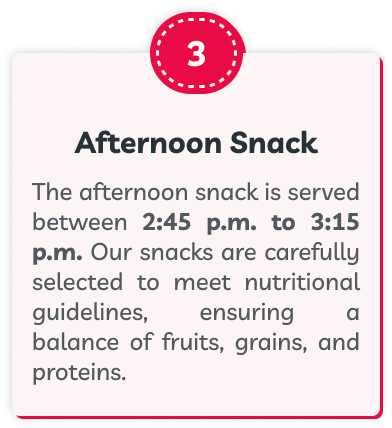 3
Afternoon Snack
The afternoon snack is served
between 2:45 p.m. to 3:15
p.m. Our snacks are carefully
selected to meet nutritional
guidelines, ensuring a
balance of fruits, grains, and
proteins.